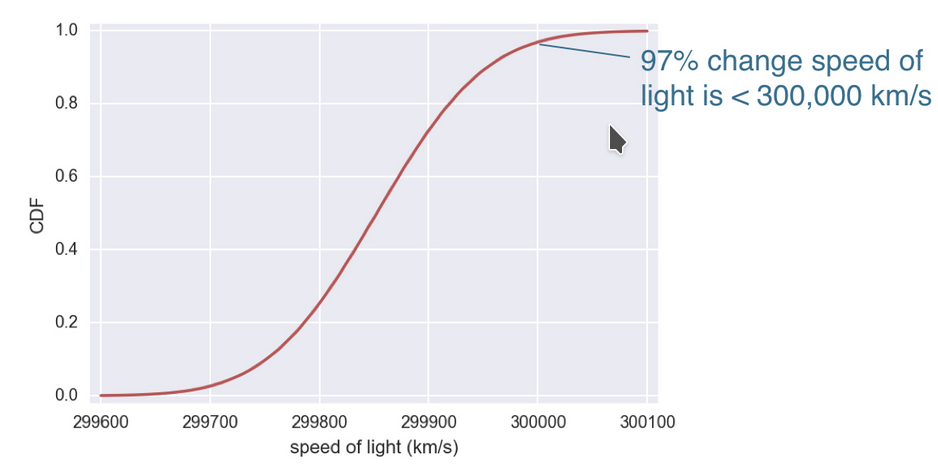 1.0
97% change speed of
light is < 300,000 km/s
0.8
0.6
CDF
0.4
0.2
0.0
299600 299700 299800 299900 300000 300100
speed of light (km/s)